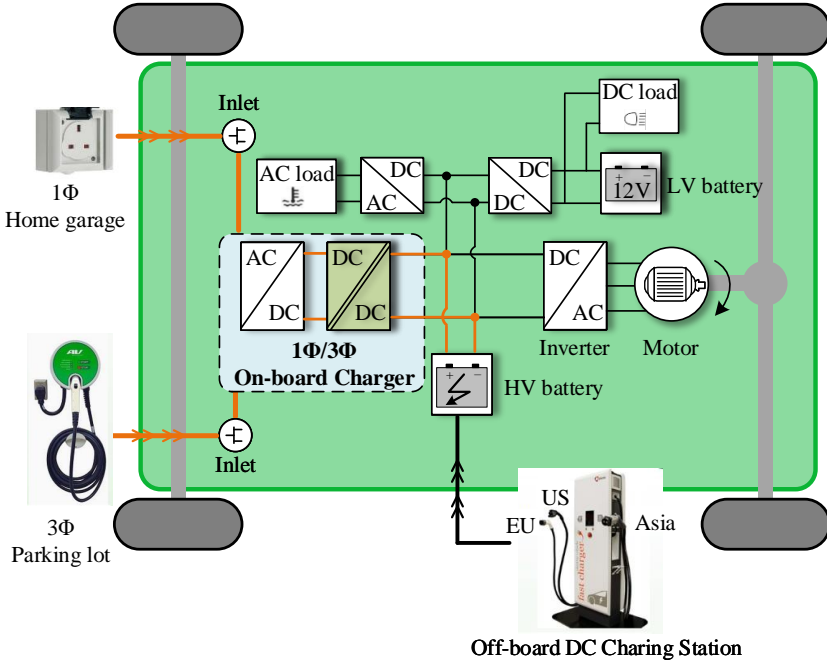 Inlet
1Φ
Home garage
AC load
DC
AC
DC
DC
DC load
+ -
12V
LV battery
AC
DC
DC
DC
1Φ/3Φ
On-board Charger
DC
AC
Inverter
Motor
+ -
HV battery
AV
Inlet
3Φ
Parking lot
US
EU
Asia
fast charger
Off-board DC Charing Station